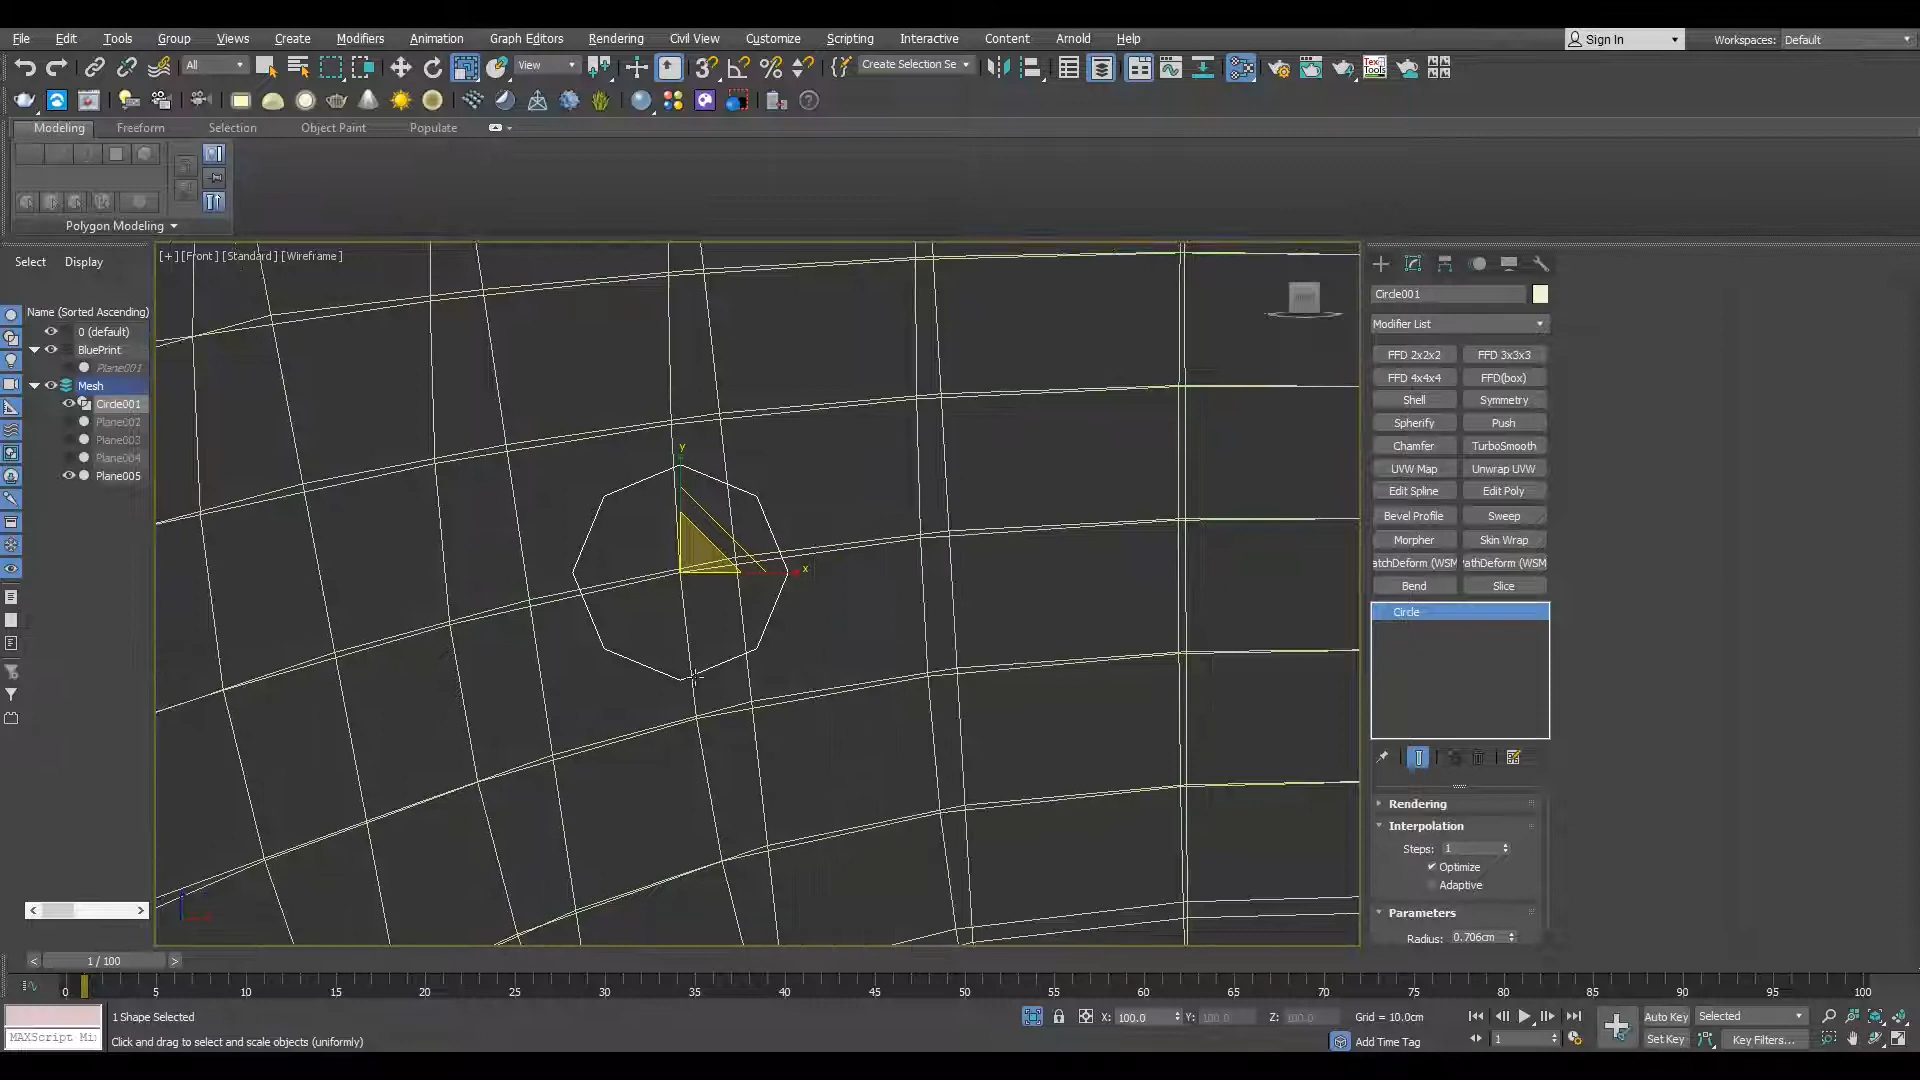 File Edit Tools Group Views Create Modifiers Animation Graph Editors Rendering Civil View Customize Scripting Interactive Content Arnold Help Sign In Workspaces: Default
All View Create Selection Se Tex Tools
Modeling Freeform Selection Object Paint Populate
Polygon Modeling
Select Display
[+] [Front] [Standard] [Wireframe]
Name (Sorted Ascending)
0 (default)
BluePrint
Plane001
Mesh
Circle001
Plane002
Plane003
Plane004
Plane005
y
x
Circle001
Modifier List
FFD 2x2x2 FFD 3x3x3
FFD 4x4x4 FFD(box)
Shell Symmetry
Spherify Push
Chamfer TurboSmooth
UVW Map Unwrap UVW
Edit Spline Edit Poly
Bevel Profile Sweep
Morpher Skin Wrap
atchDeform (WSM 'athDeform (WSM
Bend Slice
Circle
Rendering
Interpolation
Steps: 1
Optimize
Adaptive
Parameters
Radius: 0.706cm
< 1 / 100 >
0 5 10 15 20 25 30 35 40 45 50 55 60 65 70 75 80 85 90 95 100
1 Shape Selected X: 100.0 Y: 100.0 Z: 100.0 Grid = 10.0cm Auto Key Selected
MAXScript Mi Click and drag to select and scale objects (uniformly) Add Time Tag 1 Set Key Key Filters...